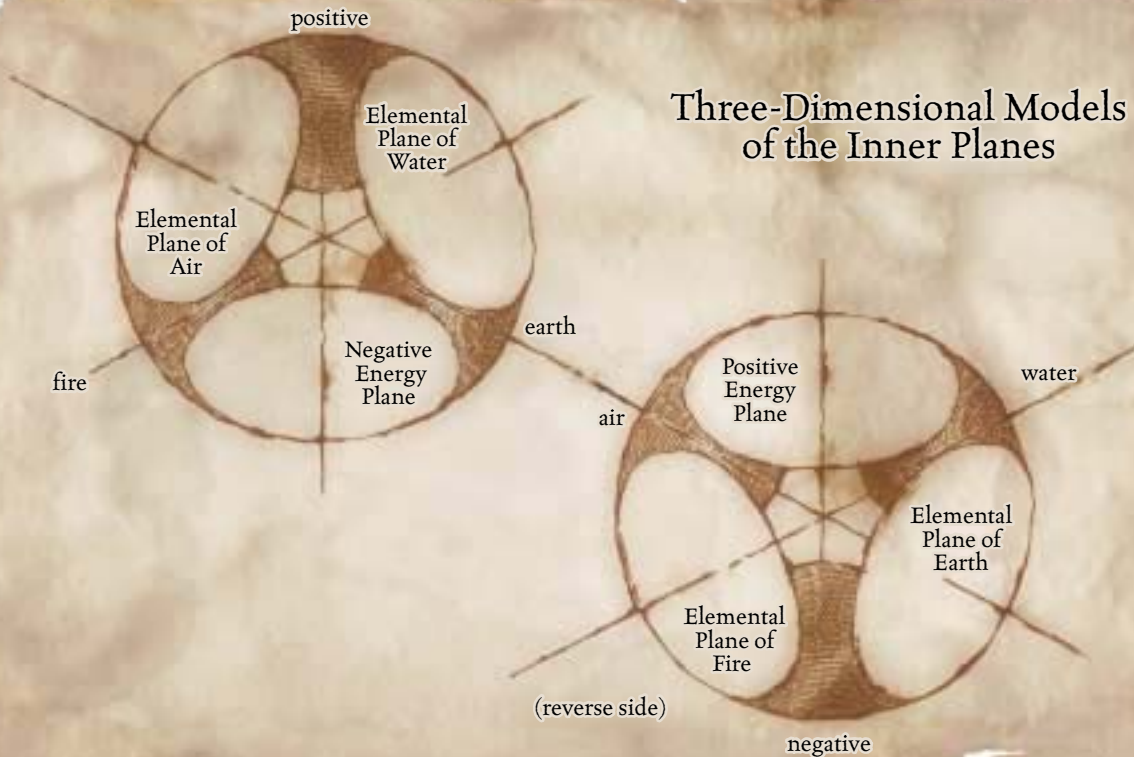 positive
Three-Dimensional Models
of the Inner Planes
Elemental
Plane of
Water
Elemental
Plane of
Air
Negative
Energy
Plane
earth
fire
air
Positive
Energy
Plane
water
Elemental
Plane of
Earth
Elemental
Plane of
Fire
(reverse side)
negative